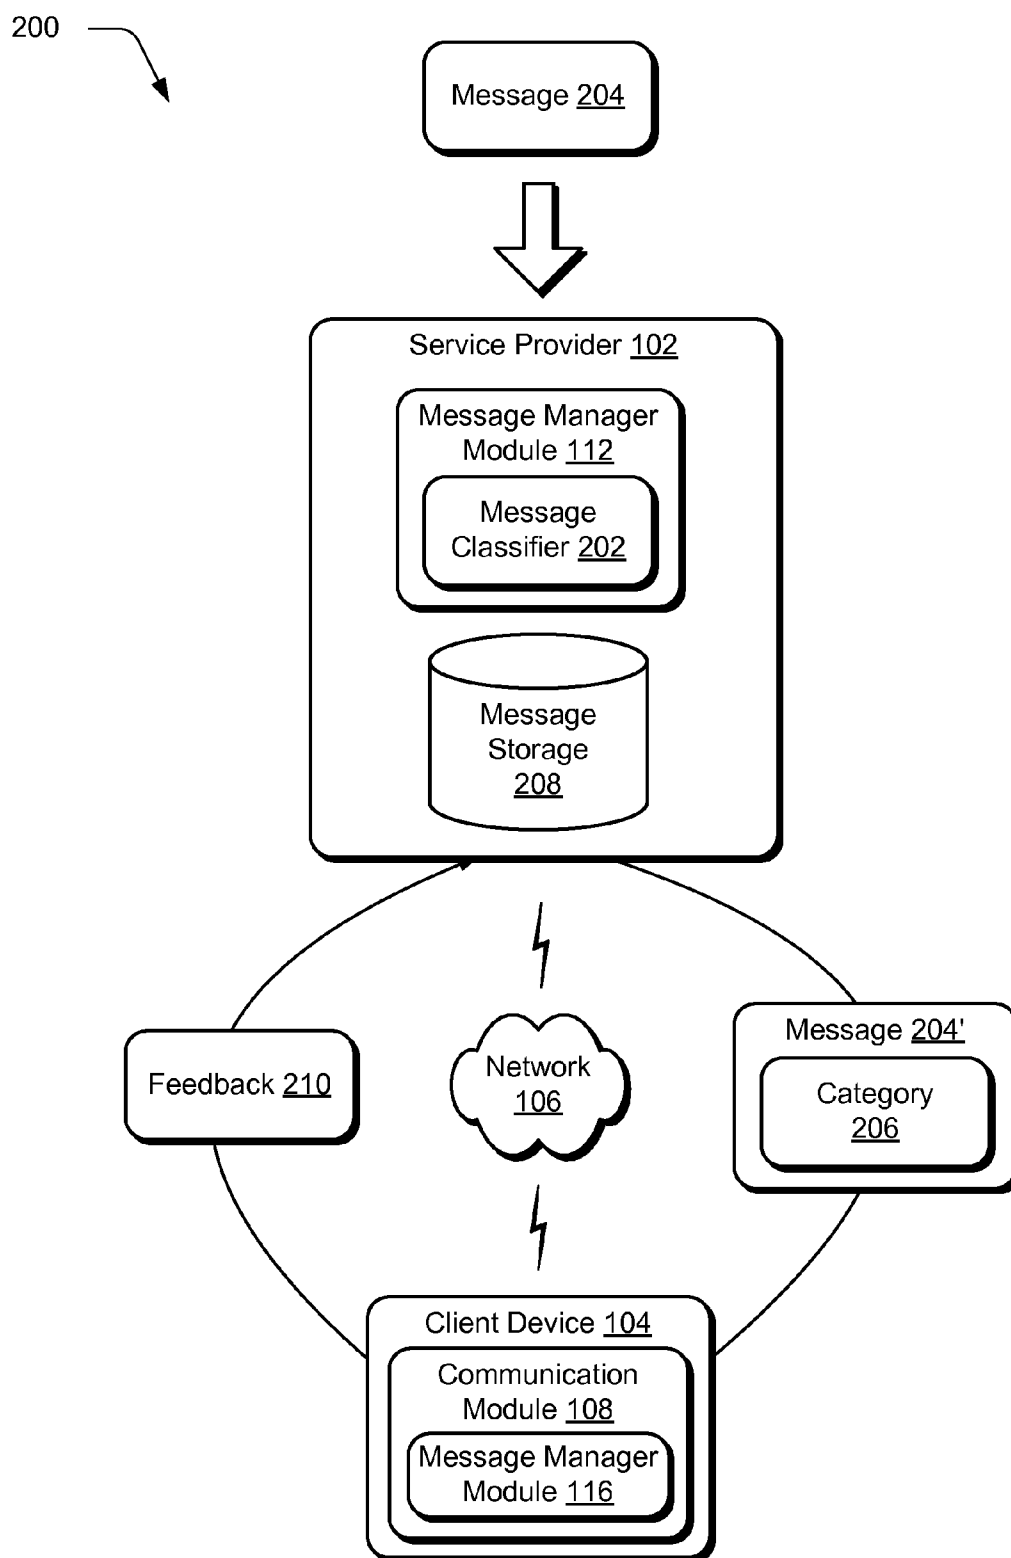 200
Message 204
Service Provider 102
Message Manager
Module 112
Message
Classifier 202
Message
Storage
208
Feedback 210
Network
106
Message 204'
Category
206
Client Device 104
Communication
Module 108
Message Manager
Module 116